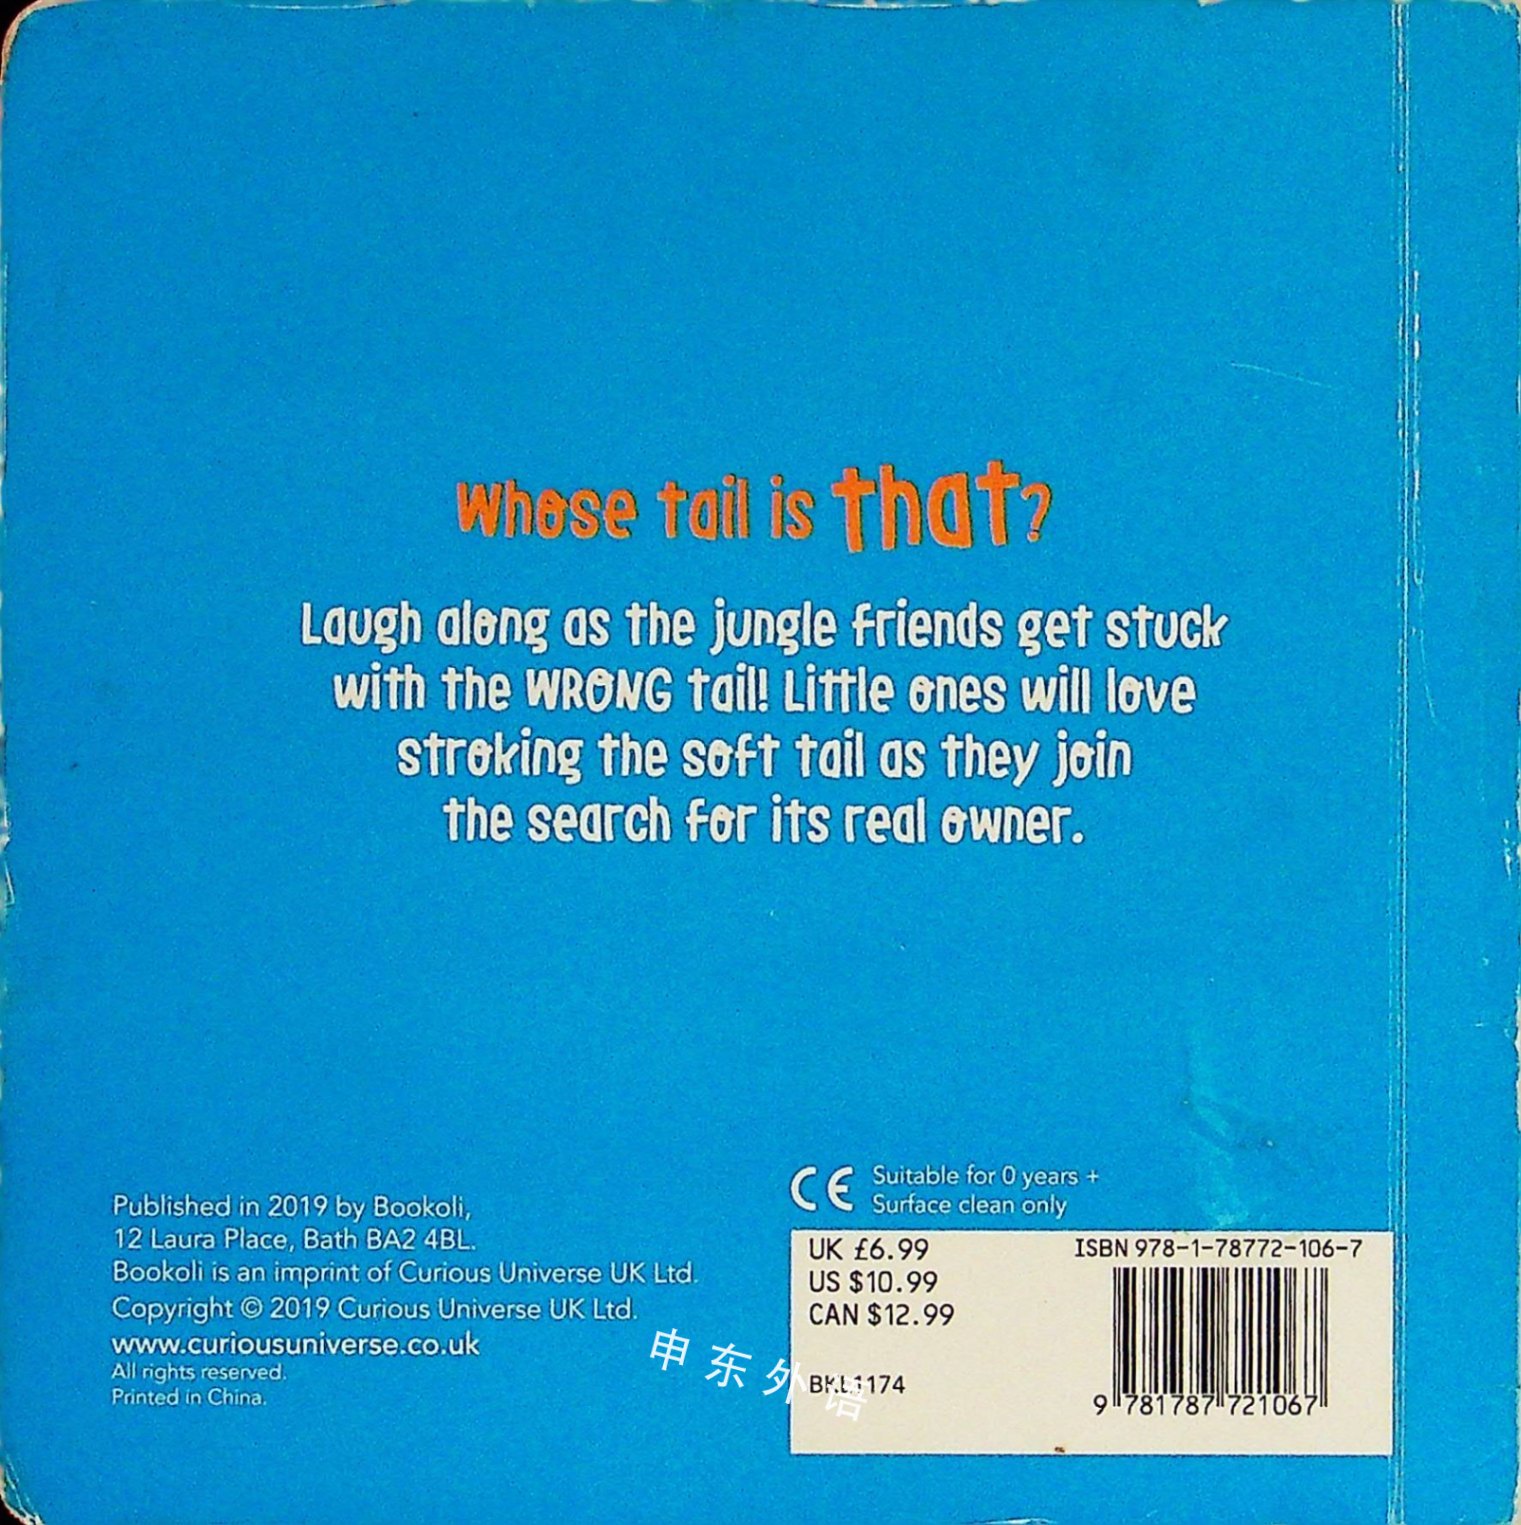 Whose tail is that?
Laugh along as the jungle friends get stuck
with the WRONG tail! Little ones will love
stroking the soft tail as they join
the search for its real owner.
Published in 2019 by Bookoli,
12 Laura Place, Bath BA2 4BL.
Bookoli is an imprint of Curious Universe UK Ltd.
Copyright © 2019 Curious Universe UK Ltd.
www.curiousuniverse.co.uk
All rights reserved.
Printed in China.
CE Suitable for 0 years +
Surface clean only
UK £6.99
US $10.99
CAN $12.99
ISBN 978-1-78772-106-7
9 781787 721067
申东外语